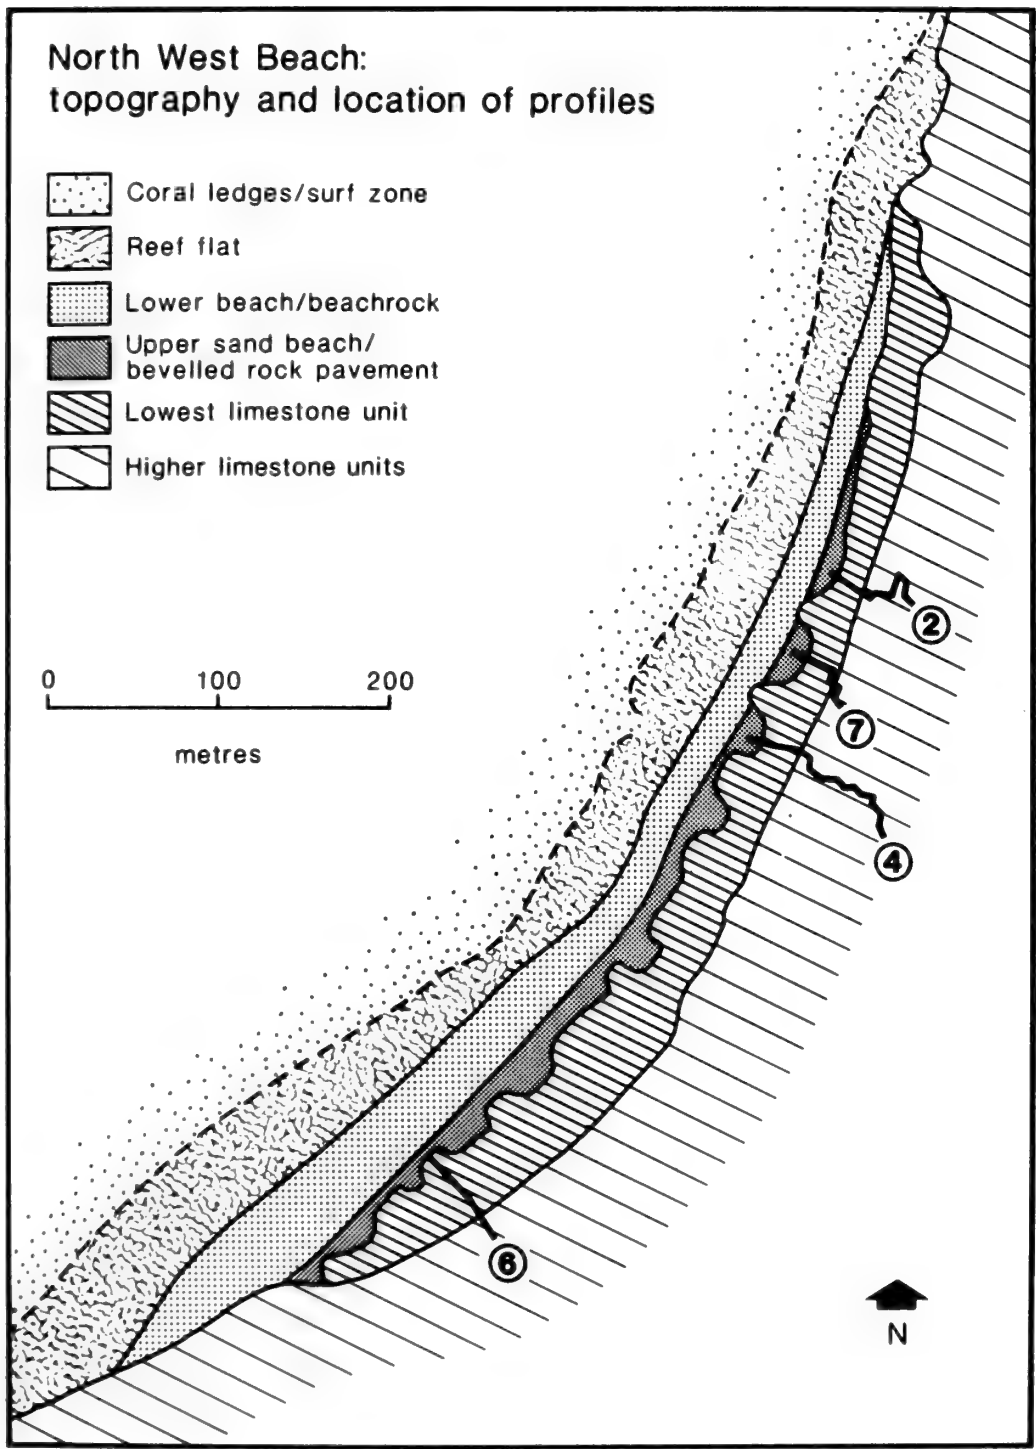 North West Beach:
topography and location of profiles
Coral ledges/surf zone
Reef flat
Lower beach/beachrock
Upper sand beach/
bevelled rock pavement
Lowest limestone unit
Higher limestone units
0 100 200
metres
2
7
4
6
N